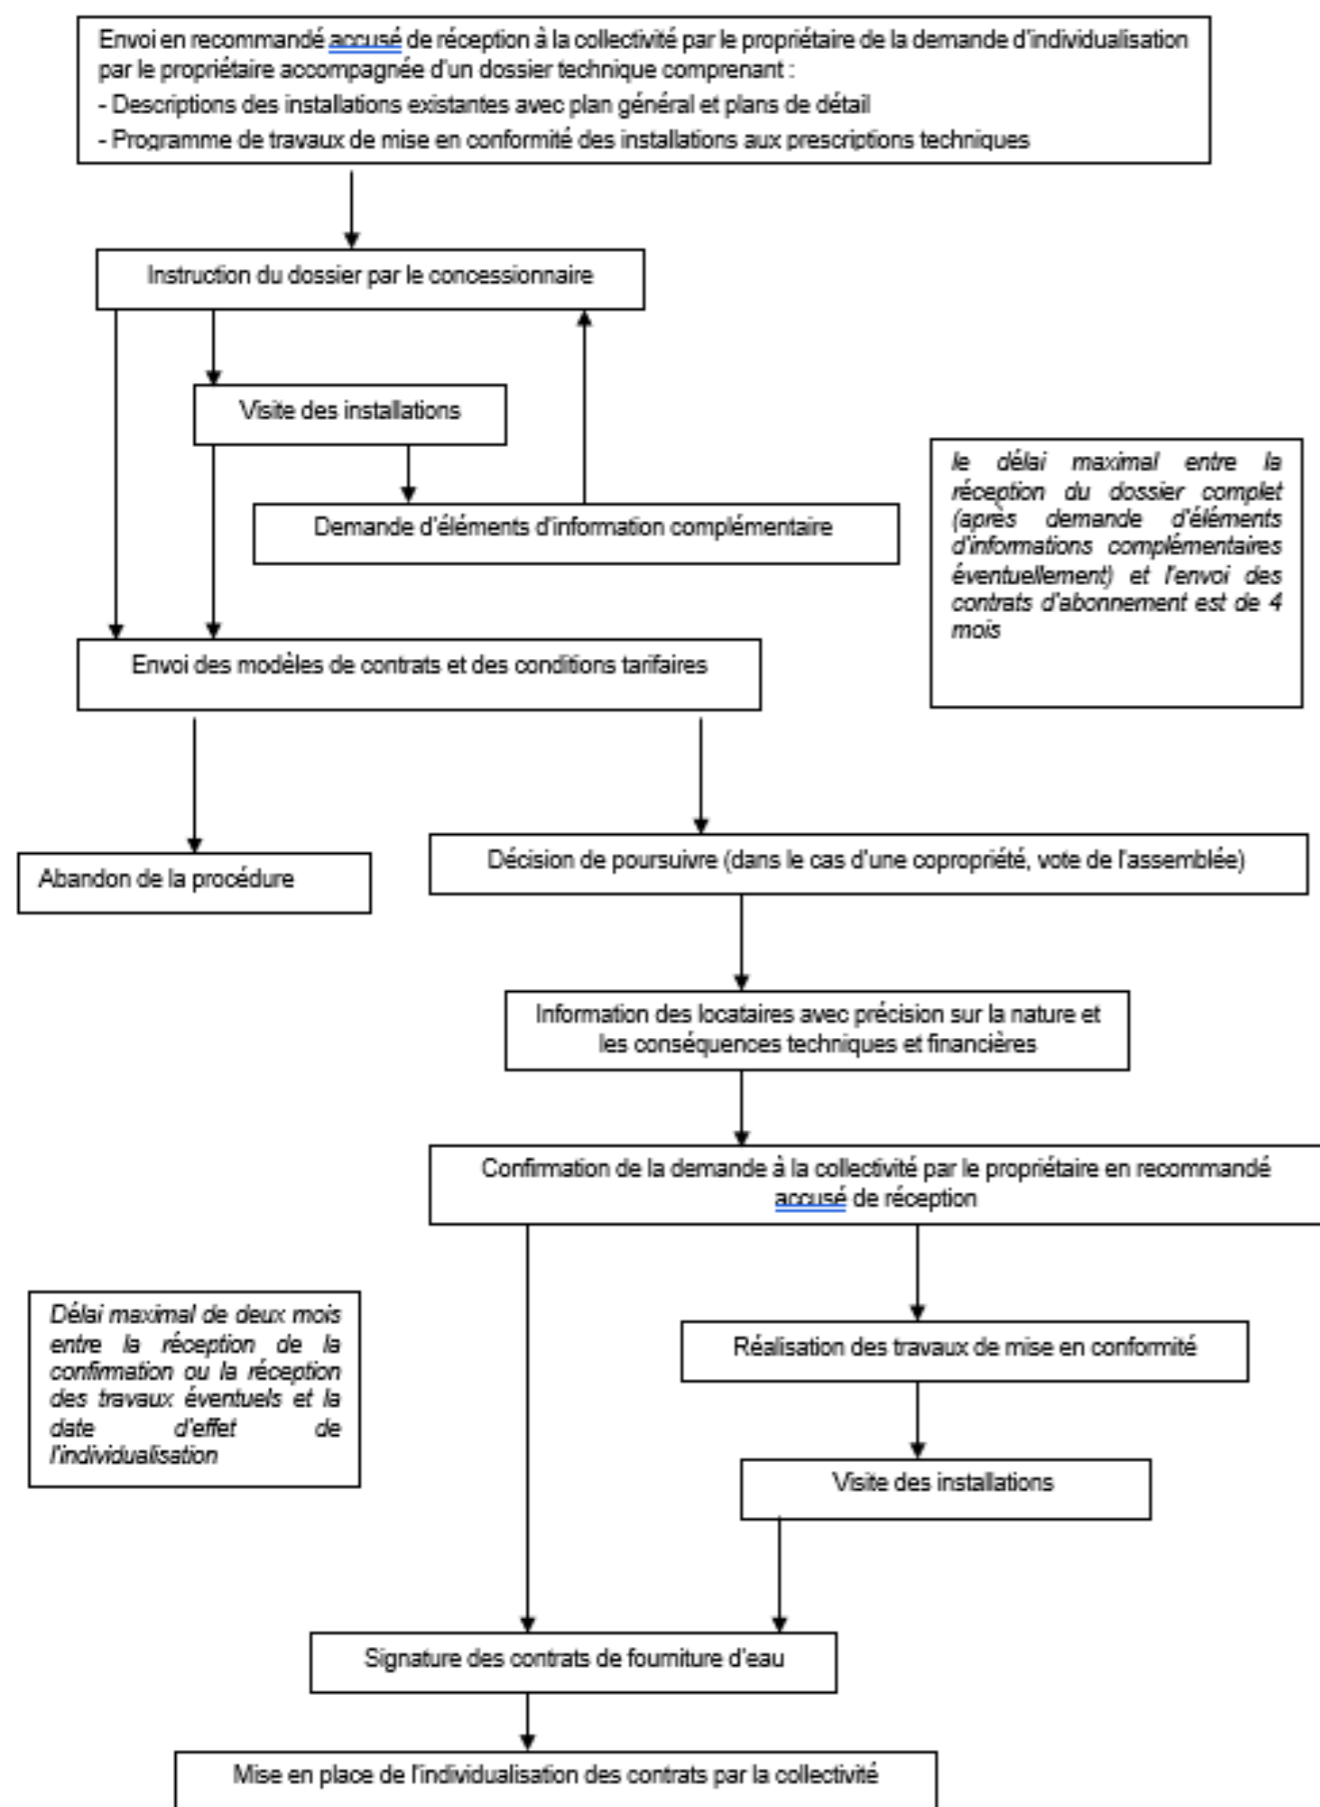 Envoi en recommandé accusé de réception à la collectivité par le propriétaire de la demande d'individualisation
par le propriétaire accompagnée d'un dossier technique comprenant :
- Descriptions des installations existantes avec plan général et plans de détail
- Programme de travaux de mise en conformité des installations aux prescriptions techniques
Instruction du dossier par le concessionnaire
Visite des installations
Demande d'éléments d'information complémentaire
le délai maximal entre la
réception du dossier complet
(après demande d'éléments
d'informations complémentaires
éventuellement) et l'envoi des
contrats d'abonnement est de 4
mois
Envoi des modèles de contrats et des conditions tarifaires
Abandon de la procédure
Décision de poursuivre (dans le cas d'une copropriété, vote de l'assemblée)
Information des locataires avec précision sur la nature et
les conséquences techniques et financières
Confirmation de la demande à la collectivité par le propriétaire en recommandé
accusé de réception
Délai maximal de deux mois
entre la réception de la
confirmation ou la réception
des travaux éventuels et la
date d'effet de
l'individualisation
Réalisation des travaux de mise en conformité
Visite des installations
Signature des contrats de fourniture d'eau
Mise en place de l'individualisation des contrats par la collectivité